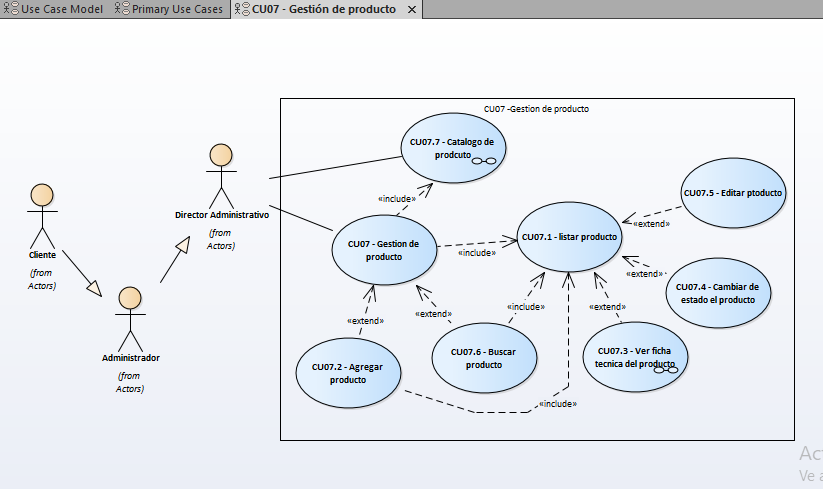 Use Case Model
Primary Use Cases
CU07 - Gestión de producto
CU07 -Gestion de producto
CU07.7 - Catalogo de
prodcuto
«include»
CU07.5 - Editar ptoducto
«extend»
Director Administrativo
(from
Actors)
Cliente
(from
Actors)
CU07 - Gestion de
producto
«include»
CU07.1 - listar producto
«extend»
CU07.4 - Cambiar de
estado el producto
Administrador
(from
Actors)
«extend»
«extend»
«include»
«extend»
CU07.2 - Agregar
producto
CU07.6 - Buscar
producto
CU07.3 - Ver ficha
tecnica del producto
«include»
Act
Ve a